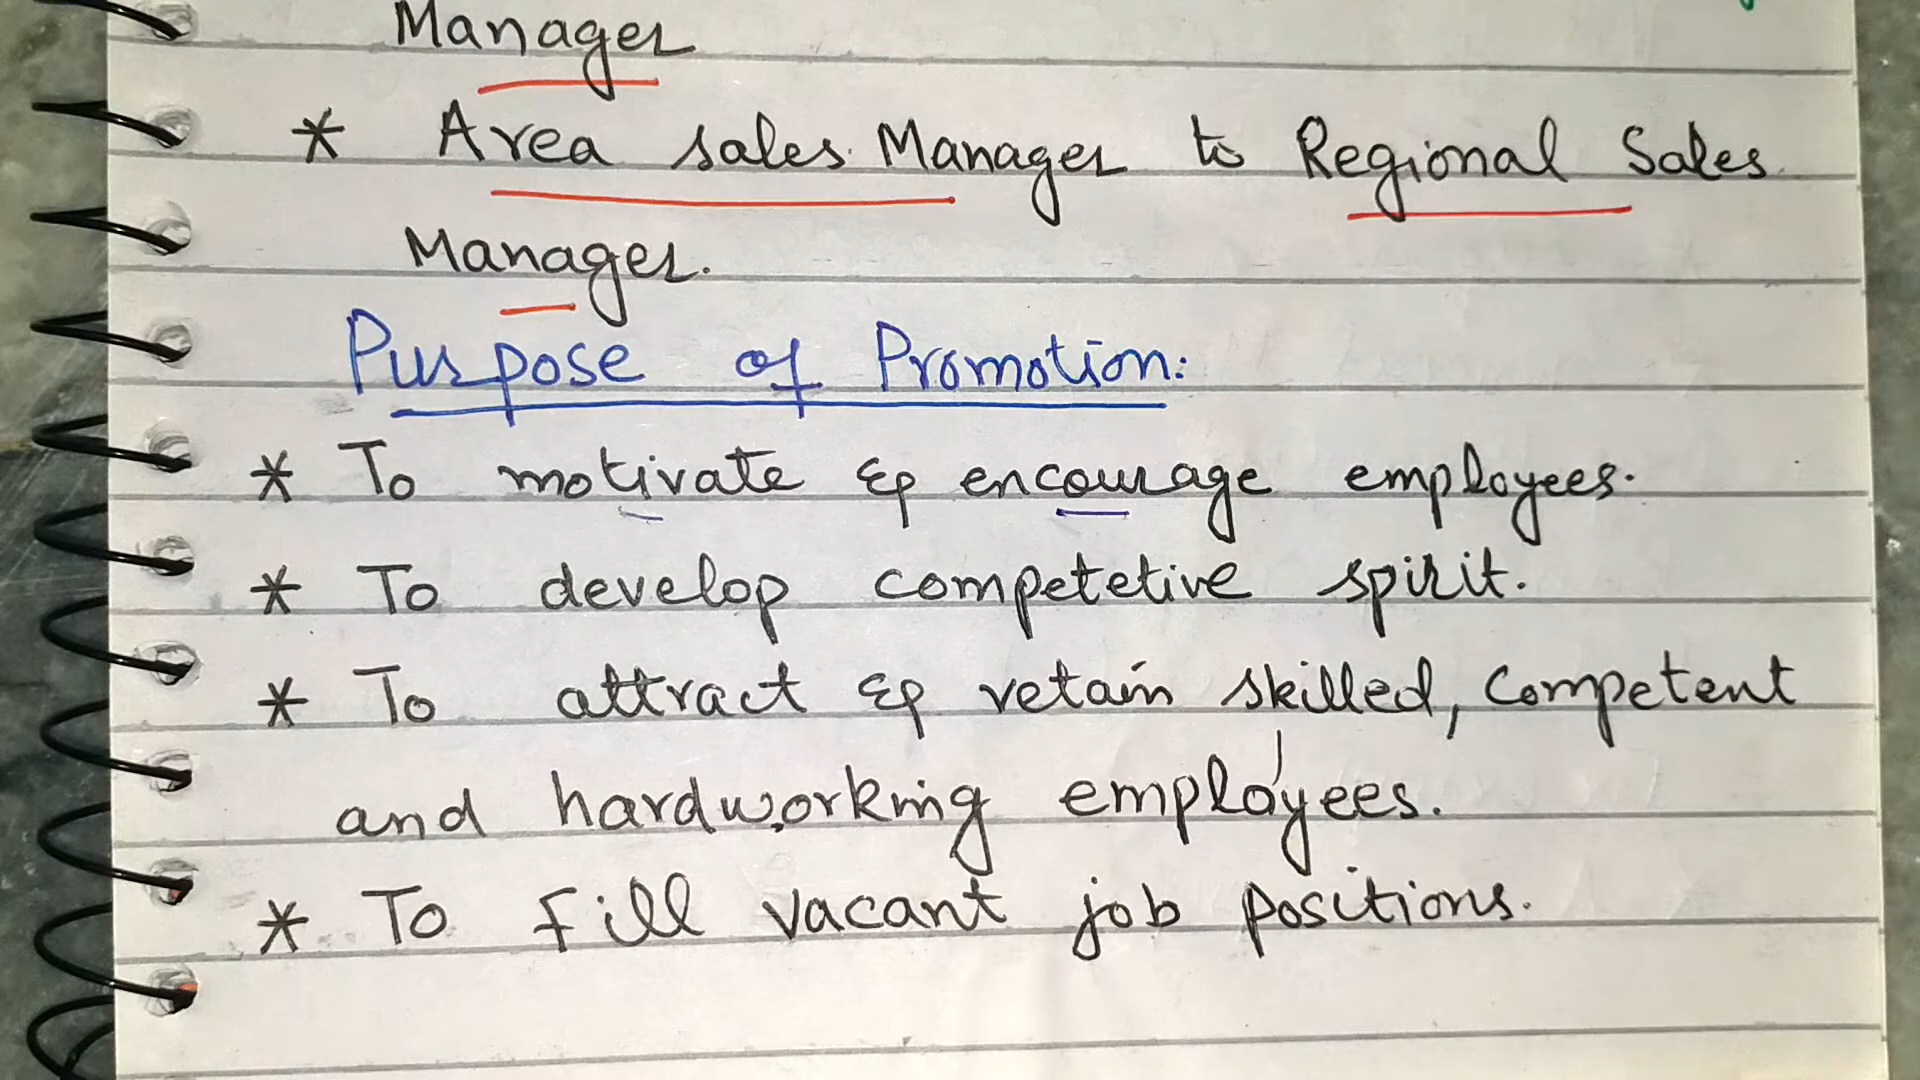 Manager
* Area sales Manager to Regional Sales
Manager.
Purpose of Promotion:
* To motivate & encourage employees.
* To develop competetive spirit.
* To attract & retain skilled, competent
and hardworking employees.
* To Fill vacant job positions.